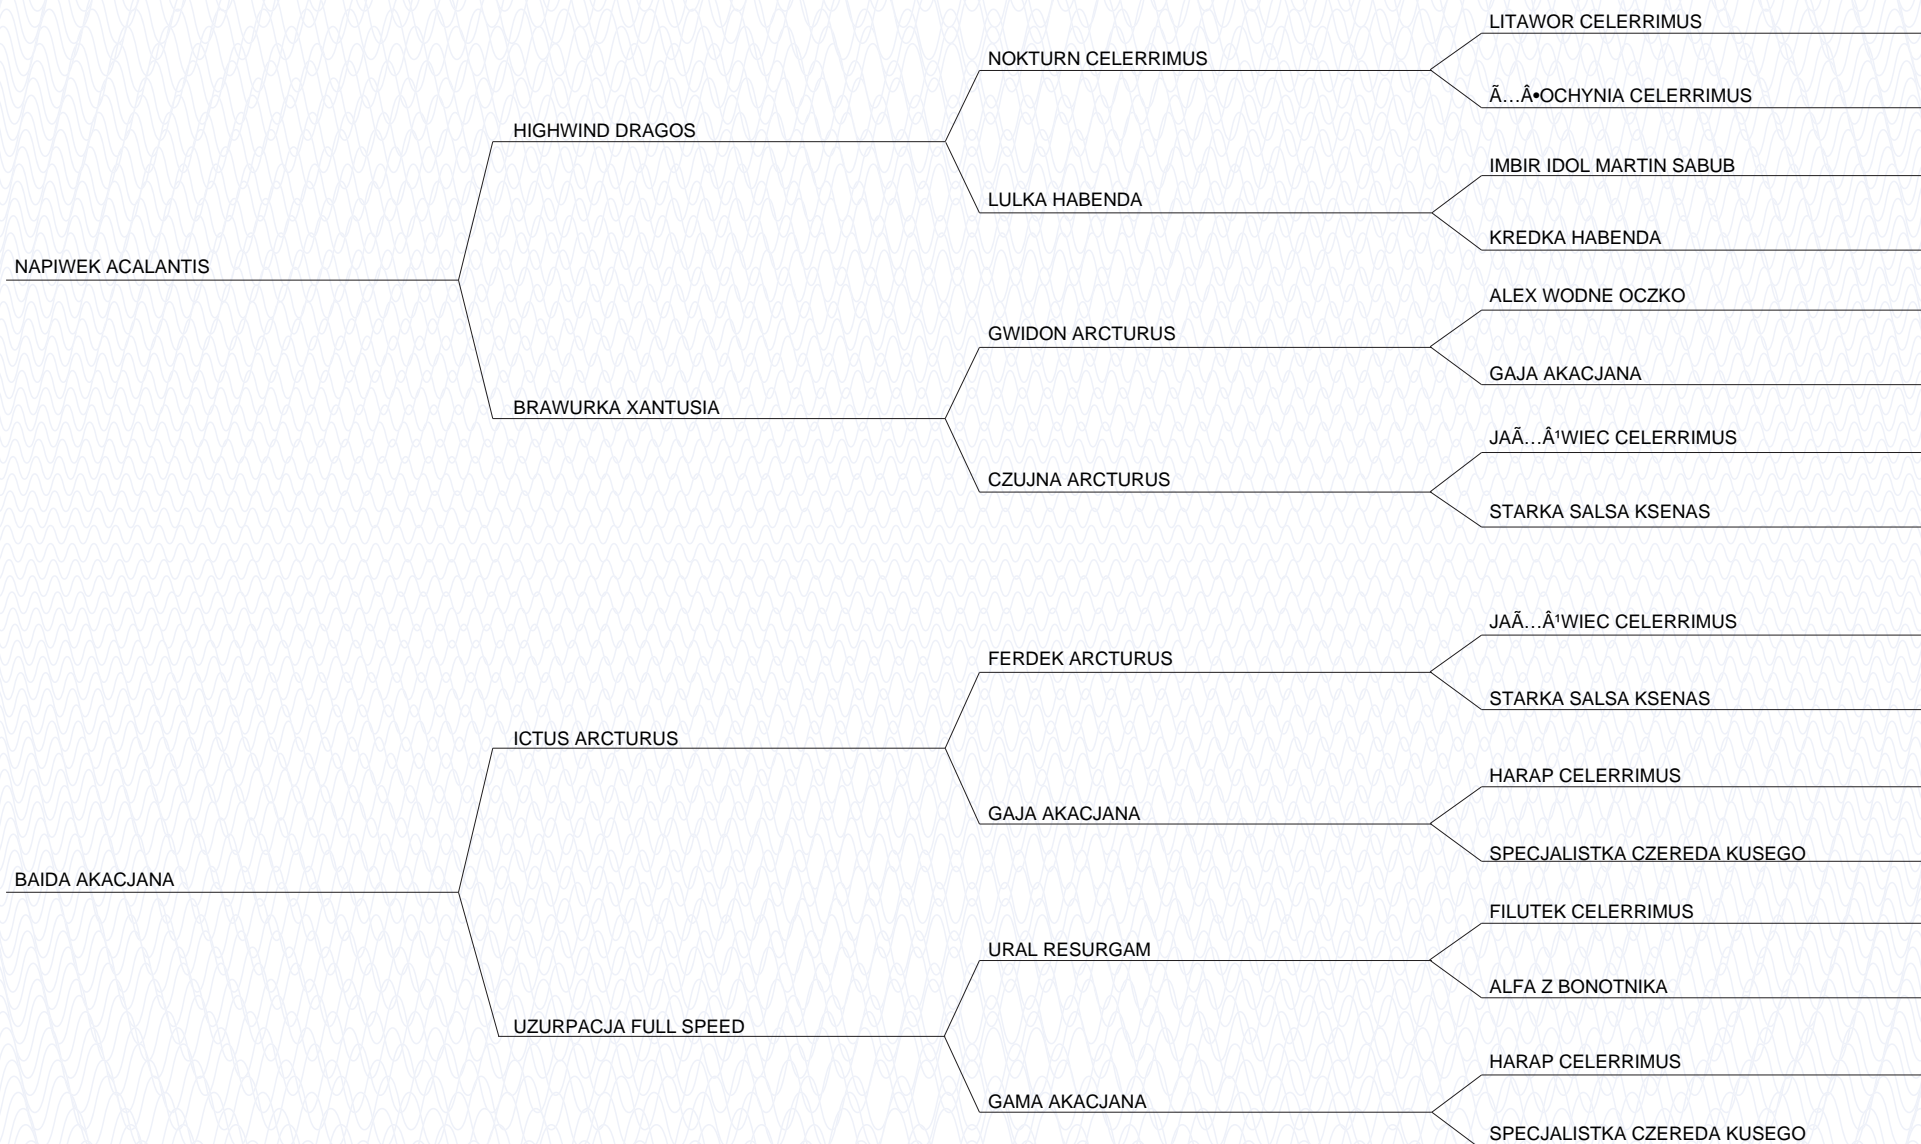 LITAWOR CELERRIMUS
NOKTURN CELERRIMUS
Ã…Â•OCHYNIA CELERRIMUS
HIGHWIND DRAGOS
IMBIR IDOL MARTIN SABUB
LULKA HABENDA
KREDKA HABENDA
NAPIWEK ACALANTIS
ALEX WODNE OCZKO
GWIDON ARCTURUS
GAJA AKACJANA
BRAWURKA XANTUSIA
JAÃ…Â¹WIEC CELERRIMUS
CZUJNA ARCTURUS
STARKA SALSA KSENAS
JAÃ…Â¹WIEC CELERRIMUS
FERDEK ARCTURUS
STARKA SALSA KSENAS
ICTUS ARCTURUS
HARAP CELERRIMUS
GAJA AKACJANA
SPECJALISTKA CZEREDA KUSEGO
BAIDA AKACJANA
FILUTEK CELERRIMUS
URAL RESURGAM
ALFA Z BONOTNIKA
UZURPACJA FULL SPEED
HARAP CELERRIMUS
GAMA AKACJANA
SPECJALISTKA CZEREDA KUSEGO